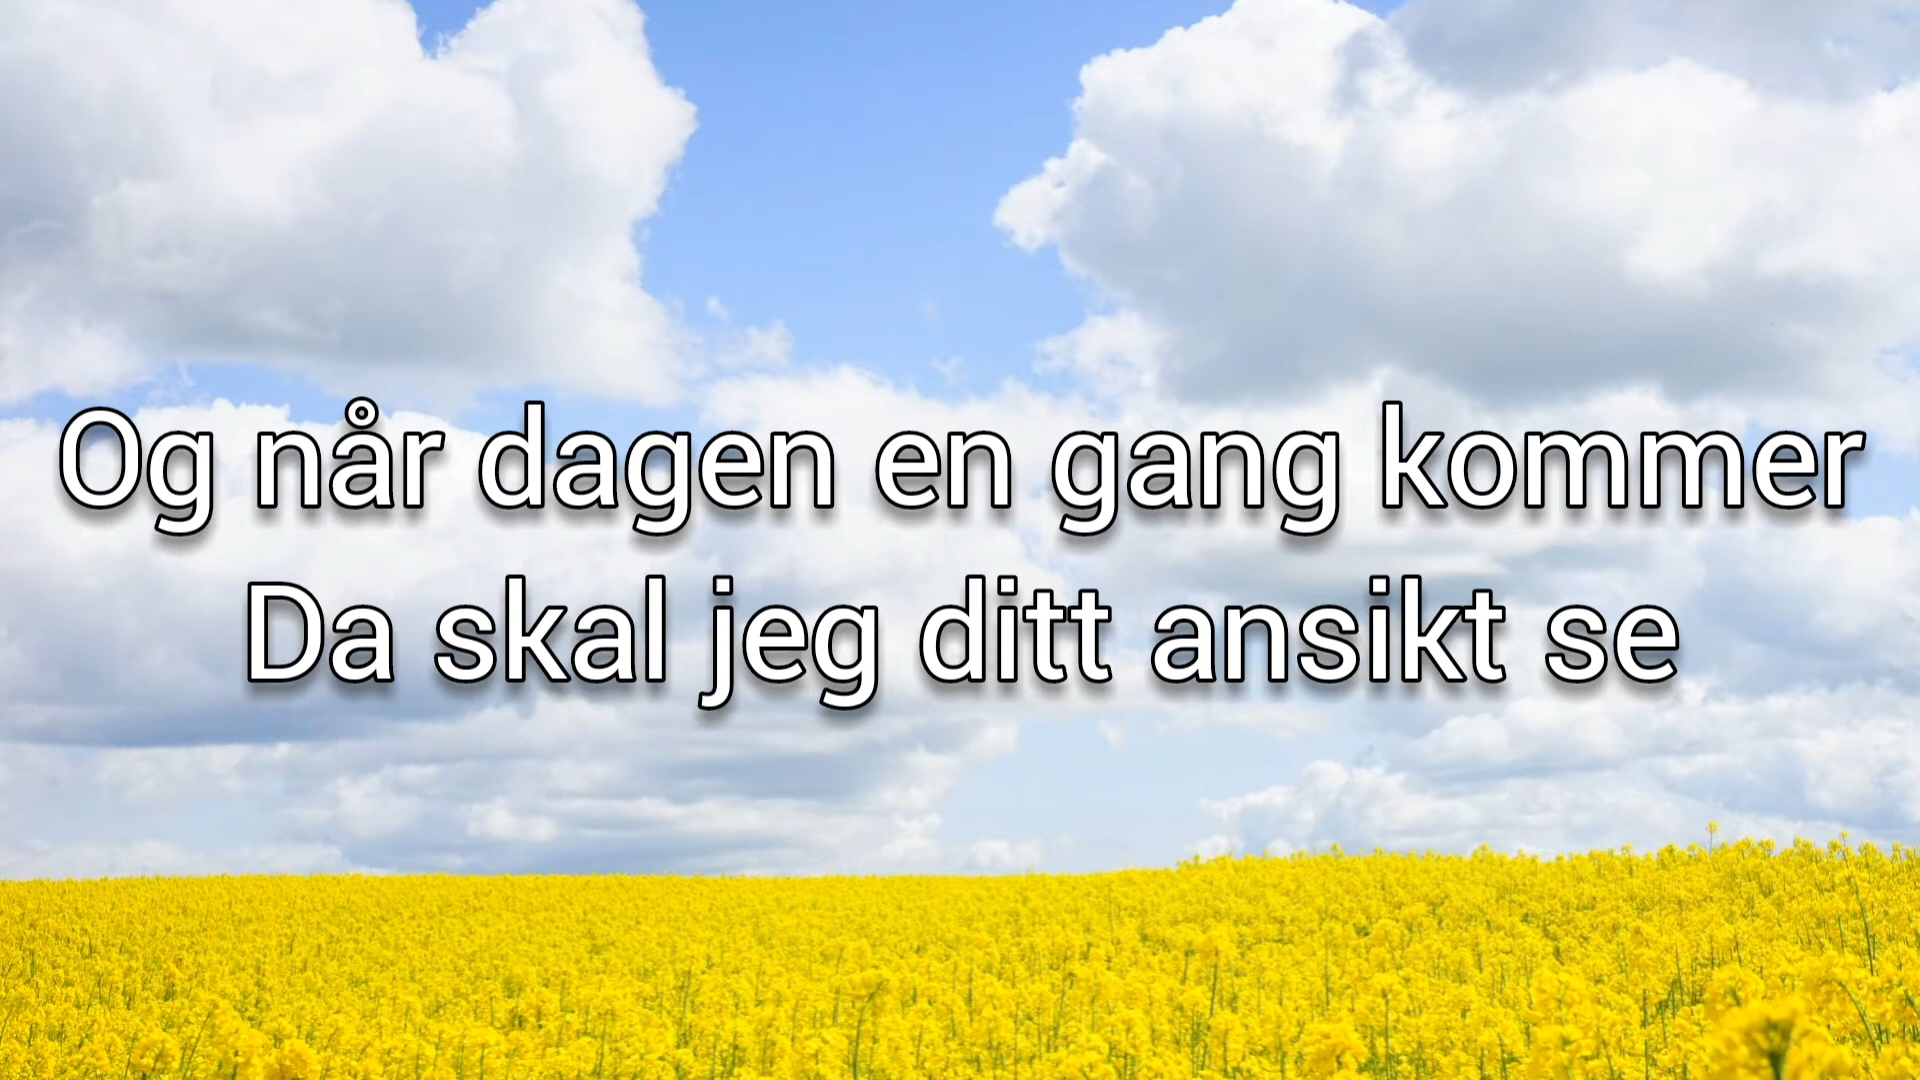 Og når dagen en gang kommer
Da skal jeg ditt ansikt se